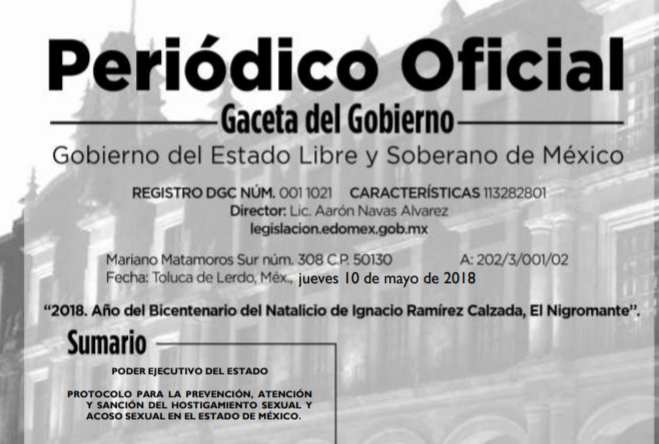 Periódico Oficial
Gaceta del Gobierno
Gobierno del Estado Libre y Soberano de México
REGISTRO DGC NÚM. 001 1021 CARACTERÍSTICAS 113282801
Director: Lic. Aarón Navas Alvarez
legislacion.edomex.gob.mx
Mariano Matamoros Sur núm. 308 C.P. 50130 A: 202/3/001/02
Fecha: Toluca de Lerdo, Méx., jueves 10 de mayo de 2018
“2018. Año del Bicentenario del Natalicio de Ignacio Ramírez Calzada, El Nigromante”.
Sumario
PODER EJECUTIVO DEL ESTADO
PROTOCOLO PARA LA PREVENCIÓN, ATENCIÓN
Y SANCIÓN DEL HOSTIGAMIENTO SEXUAL Y
ACOSO SEXUAL EN EL ESTADO DE MÉXICO.